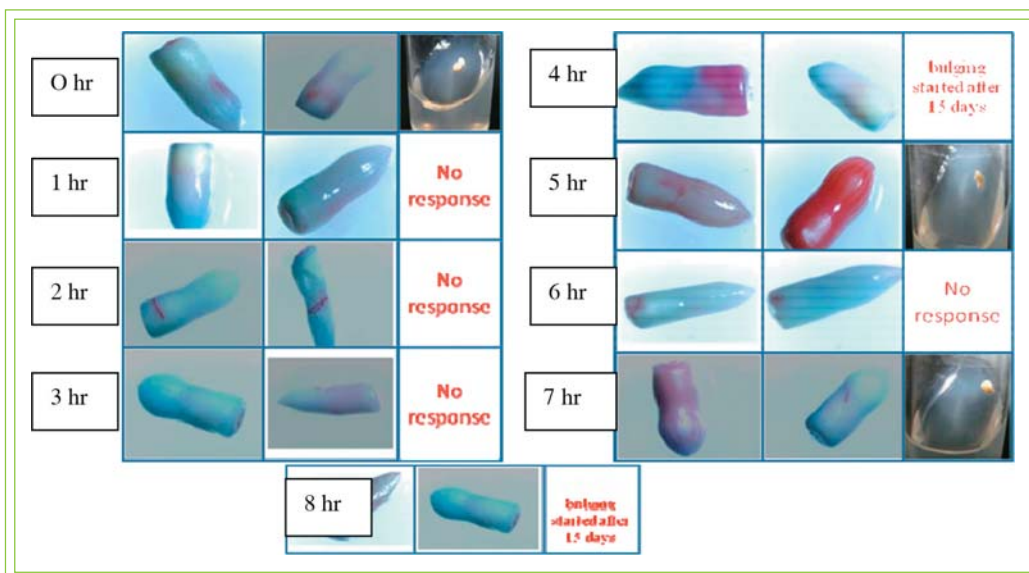 O hr
1 hr
No
response
2 hr
No
response
3 hr
No
response
4 hr
bulging
started after
15 days
5 hr
6 hr
No
response
7 hr
8 hr
bulging
started after
15 days